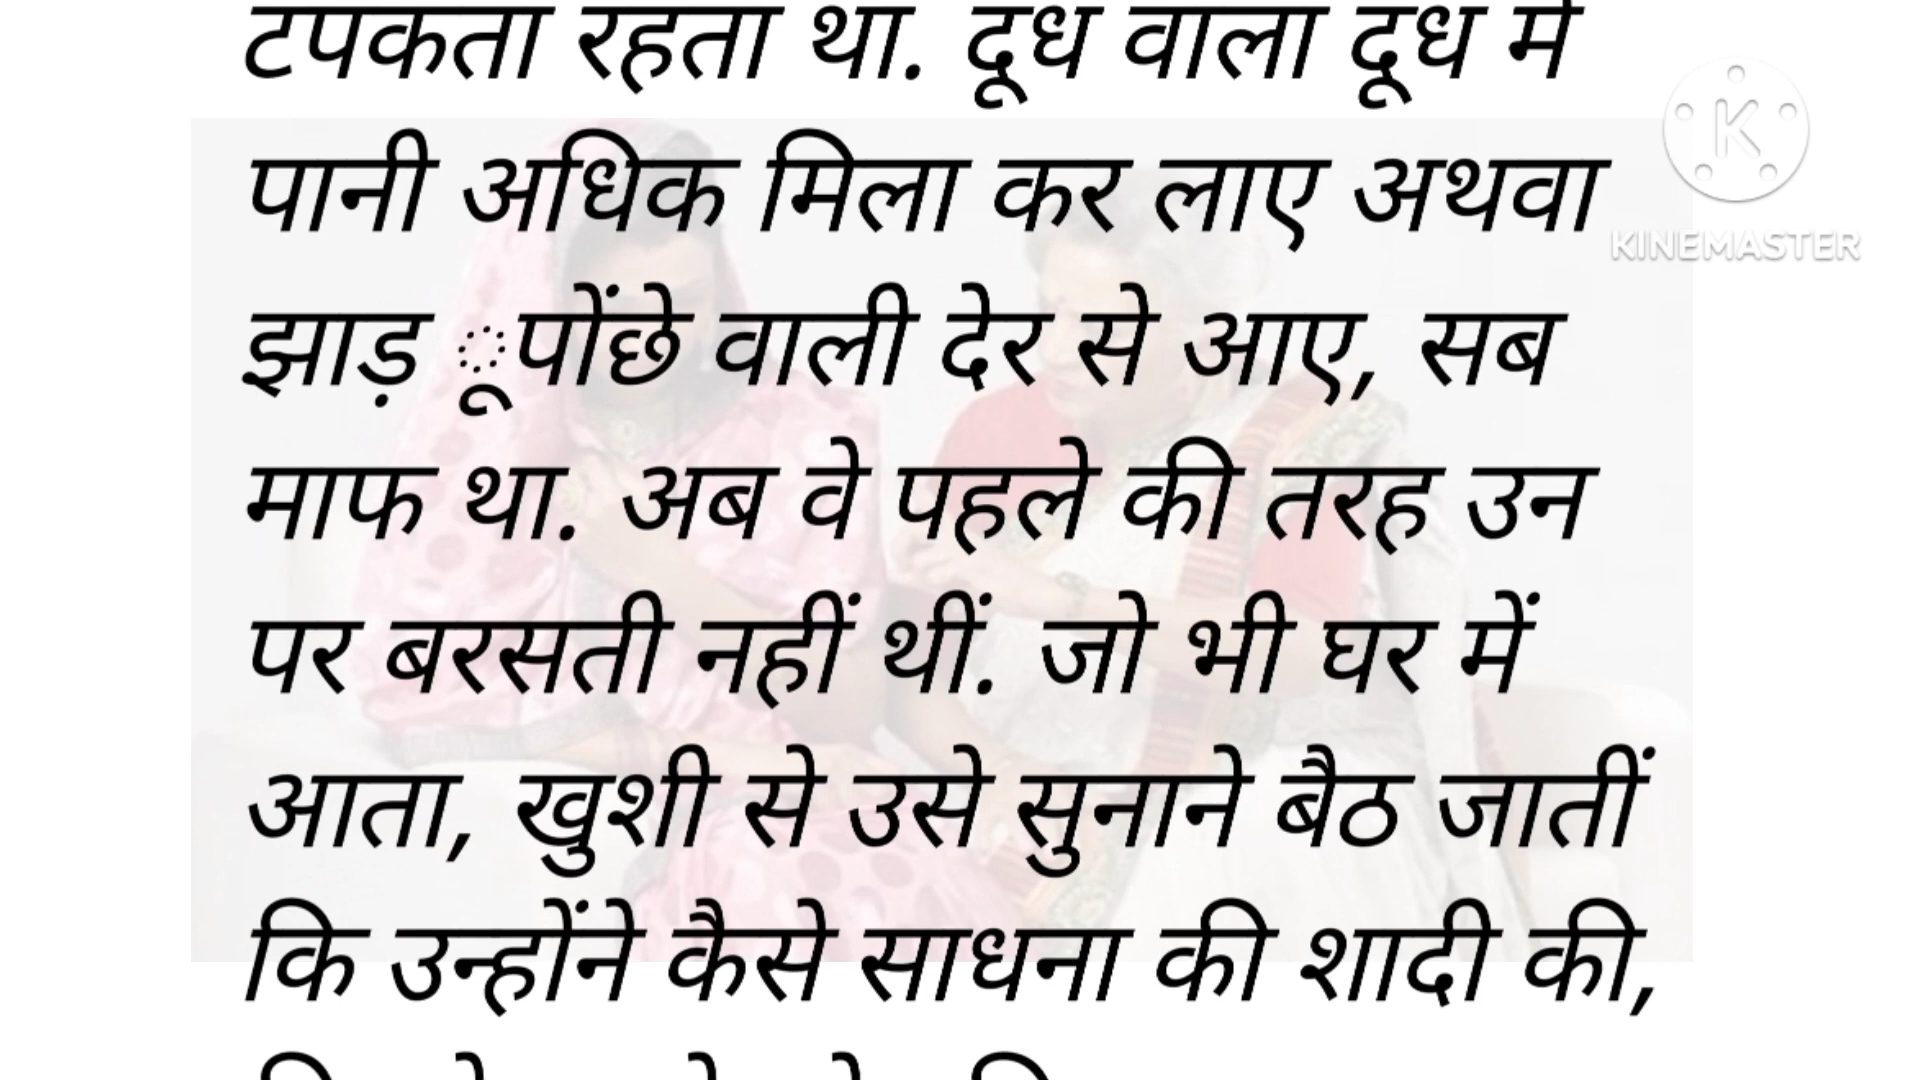 टपकता रहता था. दूध वाला दूध में
पानी अधिक मिला कर लाए अथवा
झाड़ ूपोंछे वाली देर से आए, सब
माफ था. अब वे पहले की तरह उन
पर बरसती नहीं थीं. जो भी घर में
आता, खुशी से उसे सुनाने बैठ जातीं
कि उन्होंने कैसे साधना की शादी की,
K
KINEMASTER